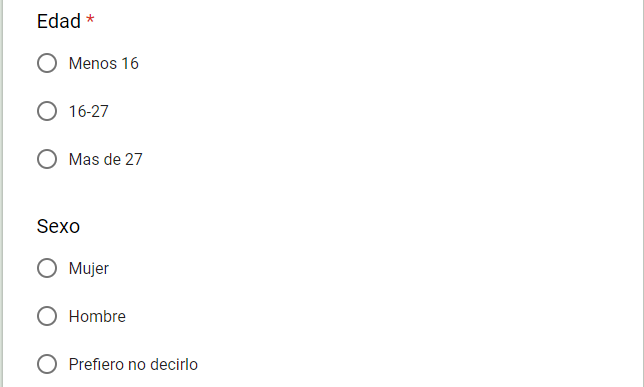 Edad *
Menos 16
16-27
Mas de 27
Sexo
Mujer
Hombre
Prefiero no decirlo